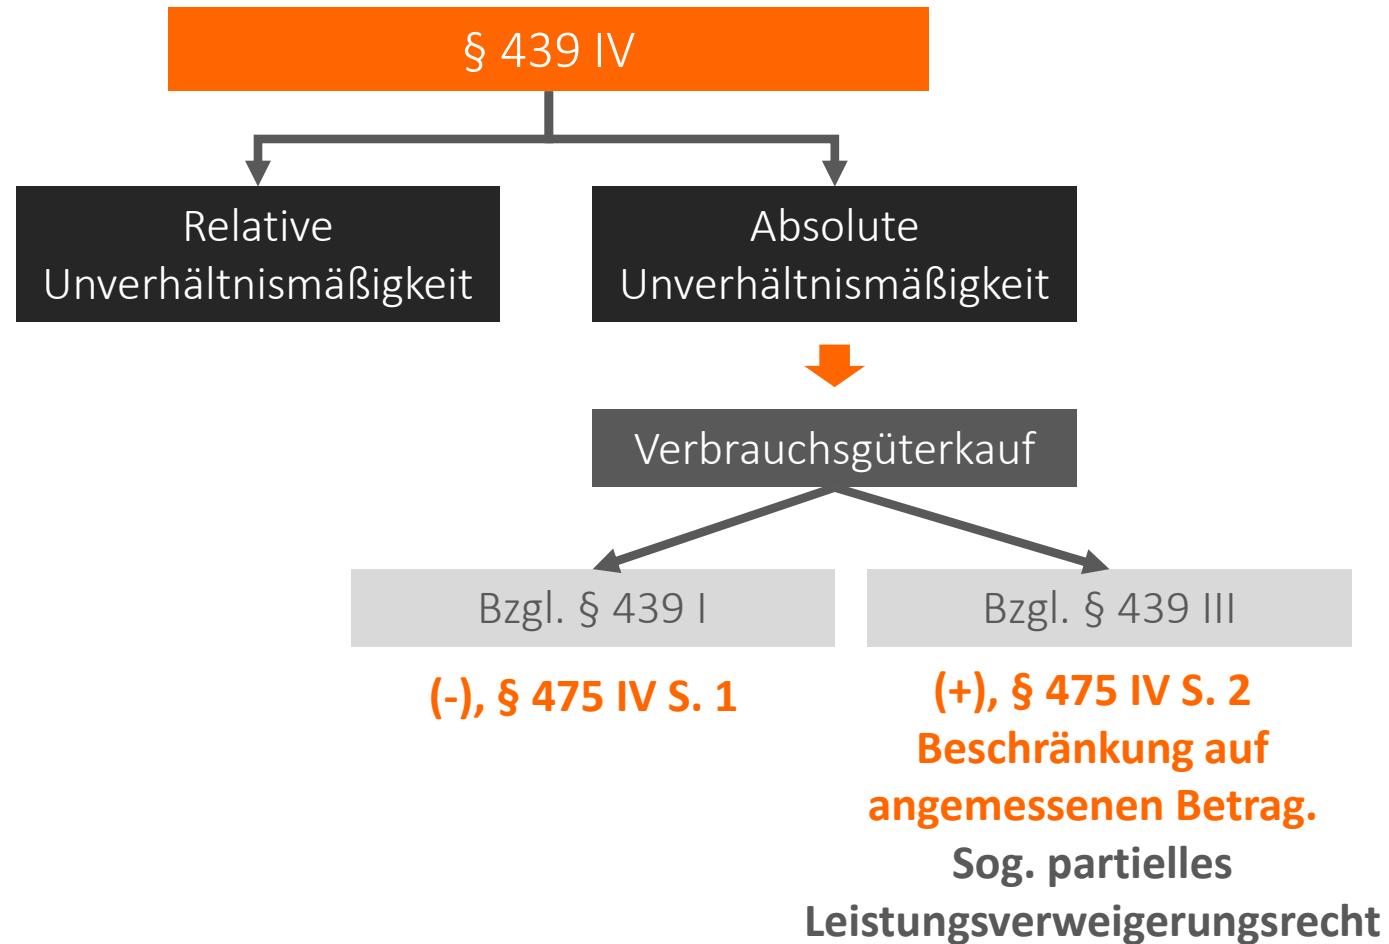 § 439 IV
Relative
Unverhältnismäßigkeit
Absolute
Unverhältnismäßigkeit
Verbrauchsgüterkauf
Bzgl. § 439 I
(-), § 475 IV S. 1
Bzgl. § 439 III
(+), § 475 IV S. 2
Beschränkung auf
angemessenen Betrag.
Sog. partielles
Leistungsverweigerungsrecht